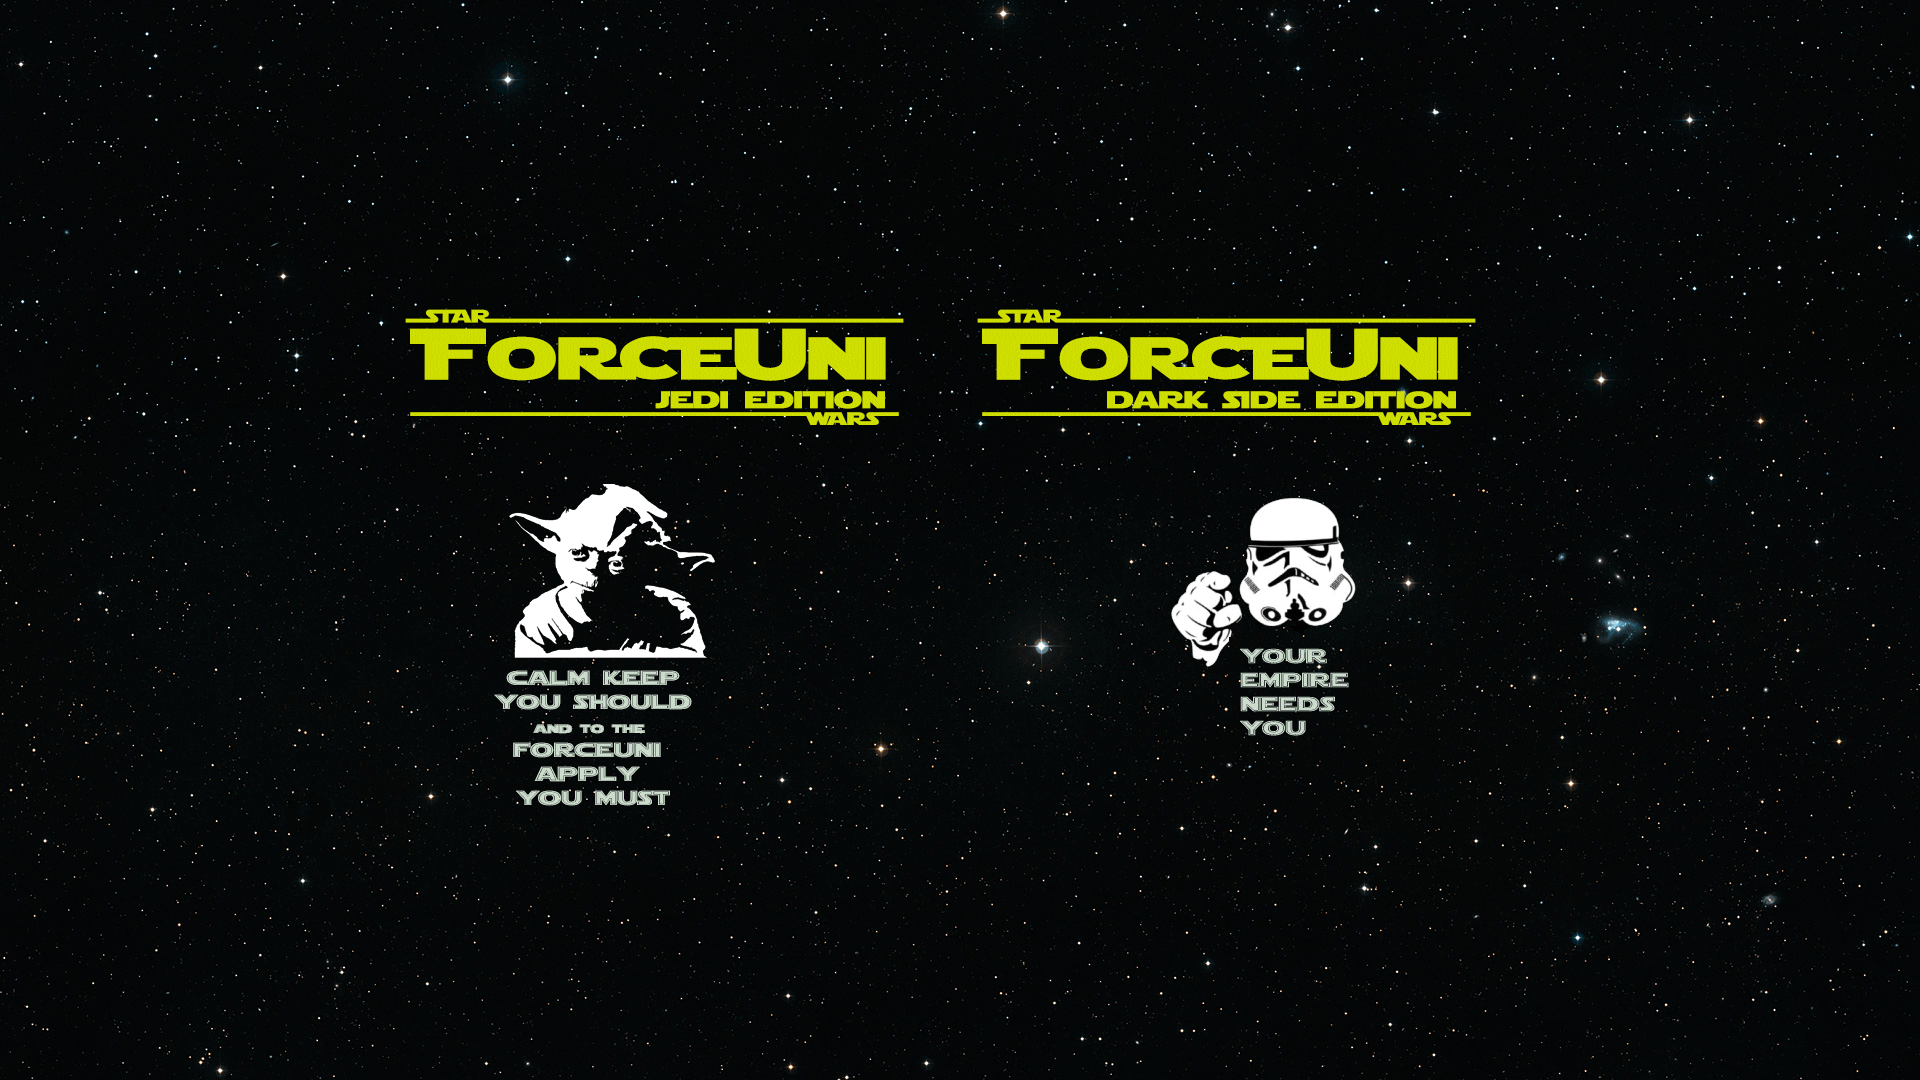 STAR
FORCEUNI
JEDI EDITION
WARS
CALM KEEP
YOU SHOULD
AND TO THE
FORCEUNI
APPLY
YOU MUST
STAR
FORCEUNI
DARK SIDE EDITION
WARS
YOUR
EMPIRE
NEEDS
YOU